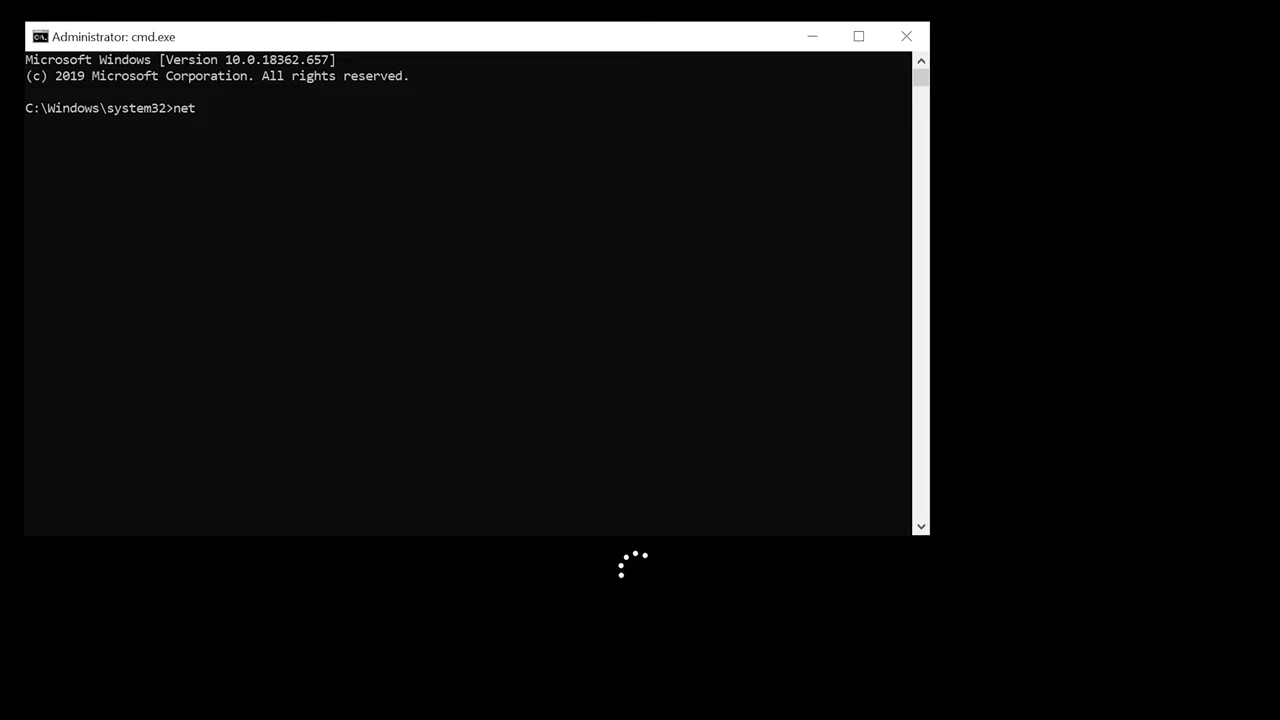 Administrator: cmd.exe
Microsoft Windows [Version 10.0.18362.657]
(c) 2019 Microsoft Corporation. All rights reserved.
C:\Windows\system32>net